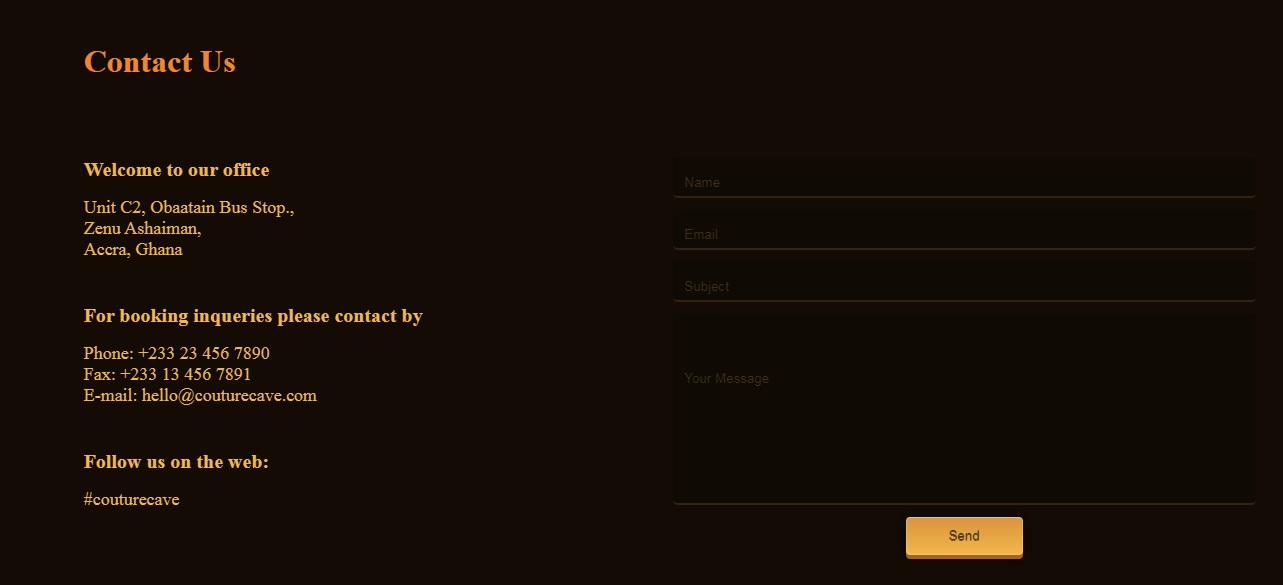 Contact Us
Welcome to our office
Unit C2, Obaatain Bus Stop.,
Zenu Ashaiman,
Accra, Ghana
For booking inqueries please contact by
Phone: +233 23 456 7890
Fax: +233 13 456 7891
E-mail: hello@couturecave.com
Follow us on the web:
#couturecave
Name
Email
Subject
Your Message
Send